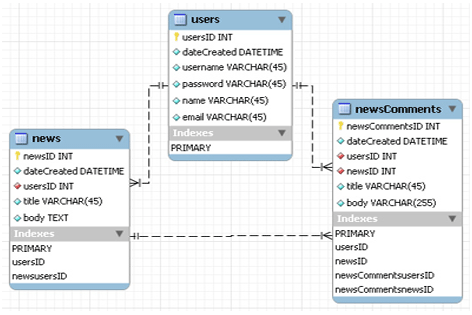 users
usersID INT
dateCreated DATETIME
username VARCHAR(45)
password VARCHAR(45)
name VARCHAR(45)
email VARCHAR(45)
Indexes
PRIMARY
news
newsID INT
dateCreated DATETIME
usersID INT
title VARCHAR(45)
body TEXT
Indexes
PRIMARY
usersID
newsusersID
newsComments
newsCommentsID INT
dateCreated DATETIME
usersID INT
newsID INT
title VARCHAR(45)
body VARCHAR(255)
Indexes
PRIMARY
usersID
newsID
newsCommentsusersID
newsCommentsnewsID